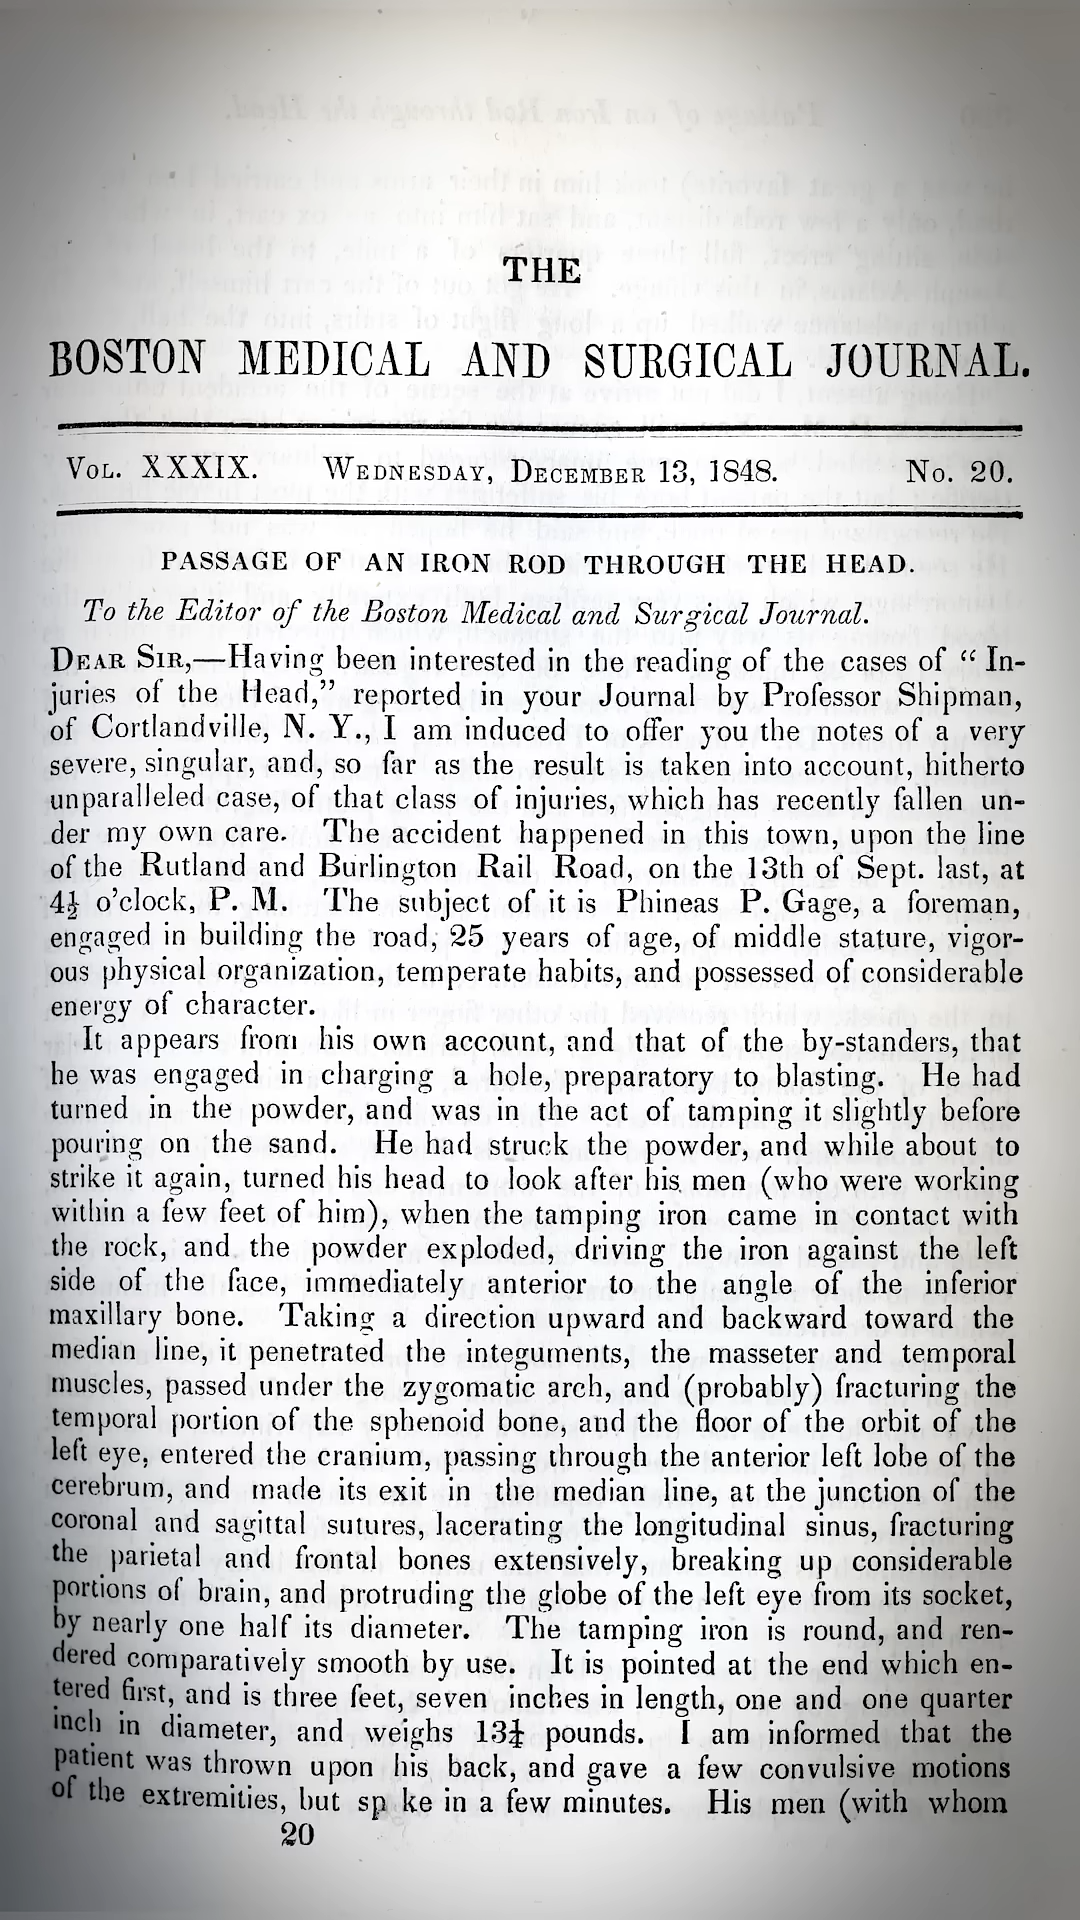 THE
BOSTON MEDICAL AND SURGICAL JOURNAL.
VOL. XXXIX. WEDNESDAY, DECEMBER 13, 1848. No. 20.
PASSAGE OF AN IRON ROD THROUGH THE HEAD.
To the Editor of the Boston Medical and Surgical Journal.
DEAR SIR,—Having been interested in the reading of the cases of “ In-
juries of the Head,” reported in your Journal by Professor Shipman,
of Cortlandville, N. Y., I am induced to offer you the notes of a very
severe, singular, and, so far as the result is taken into account, hitherto
unparalleled case, of that class of injuries, which has recently fallen un-
der my own care. The accident happened in this town, upon the line
of the Rutland and Burlington Rail Road, on the 13th of Sept. last, at
4½ o'clock, P. M. The subject of it is Phineas P. Gage, a foreman,
engaged in building the road, 25 years of age, of middle stature, vigor-
ous physical organization, temperate habits, and possessed of considerable
energy of character.
It appears from his own account, and that of the by-standers, that
he was engaged in charging a hole, preparatory to blasting. He had
turned in the powder, and was in the act of tamping it slightly before
pouring on the sand. He had struck the powder, and while about to
strike it again, turned his head to look after his men (who were working
within a few feet of him), when the tamping iron came in contact with
the rock, and the powder exploded, driving the iron against the left
side of the face, immediately anterior to the angle of the inferior
maxillary bone. Taking a direction upward and backward toward the
median line, it penetrated the integuments, the masseter and temporal
muscles, passed under the zygomatic arch, and (probably) fracturing the
temporal portion of the sphenoid bone, and the floor of the orbit of the
left eye, entered the cranium, passing through the anterior left lobe of the
cerebrum, and made its exit in the median line, at the junction of the
coronal and sagittal sutures, lacerating the longitudinal sinus, fracturing
the parietal and frontal bones extensively, breaking up considerable
portions of brain, and protruding the globe of the left eye from its socket,
by nearly one half its diameter. The tamping iron is round, and ren-
dered comparatively smooth by use. It is pointed at the end which en-
tered first, and is three feet, seven inches in length, one and one quarter
inch in diameter, and weighs 13¼ pounds. I am informed that the
patient was thrown upon his back, and gave a few convulsive motions
of the extremities, but sp ke in a few minutes. His men (with whom
20